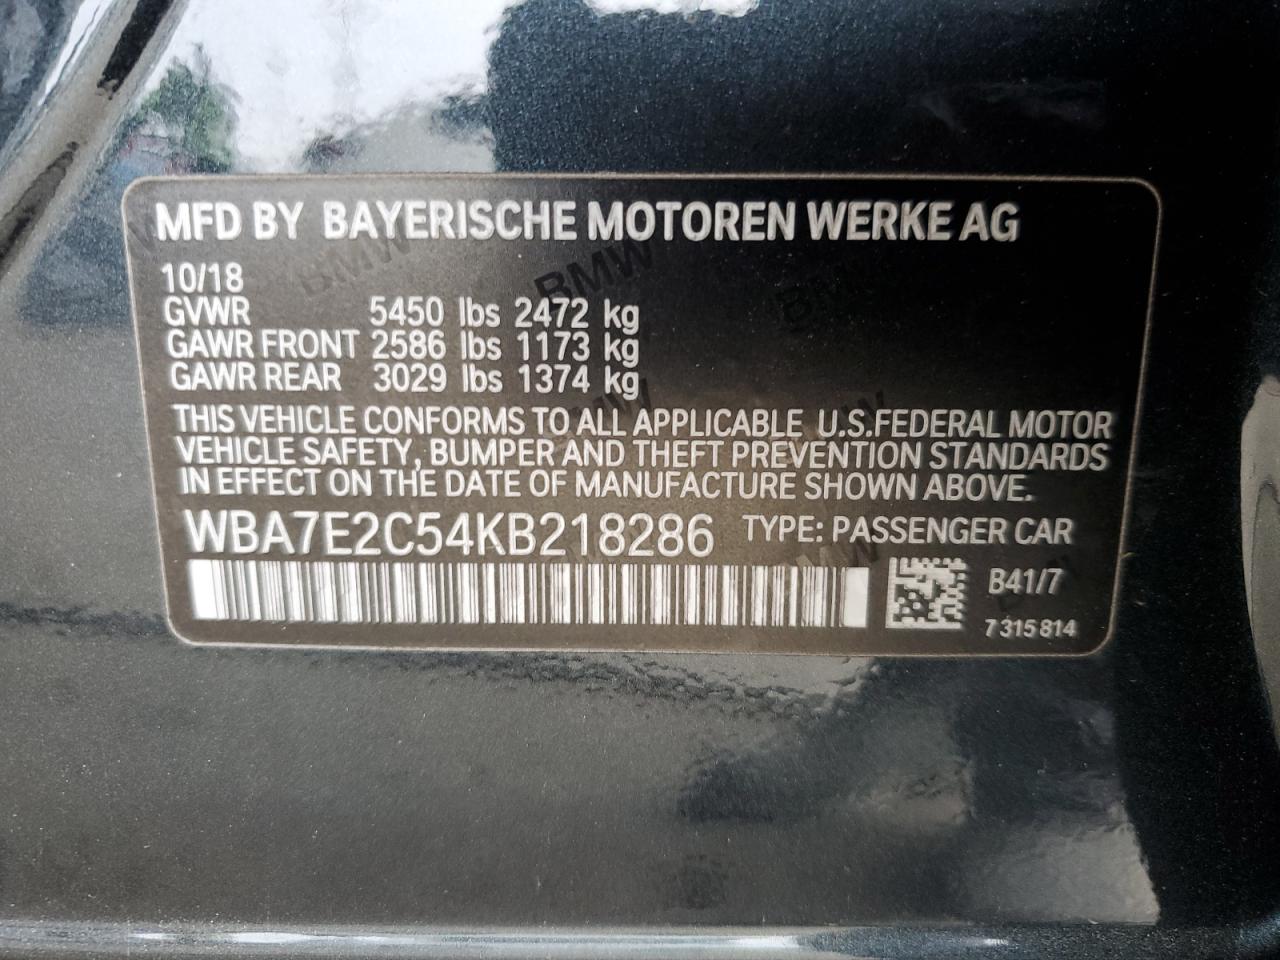 MFD BY BAYERISCHE MOTOREN WERKE AG
10/18
GVWR 5450 lbs 2472 kg
GAWR FRONT 2586 lbs 1173 kg
GAWR REAR 3029 lbs 1374 kg
THIS VEHICLE CONFORMS TO ALL APPLICABLE U.S.FEDERAL MOTOR
VEHICLE SAFETY, BUMPER AND THEFT PREVENTION STANDARDS
IN EFFECT ON THE DATE OF MANUFACTURE SHOWN ABOVE.
WBA7E2C54KB218286 TYPE: PASSENGER CAR
B41/7
7 315 814